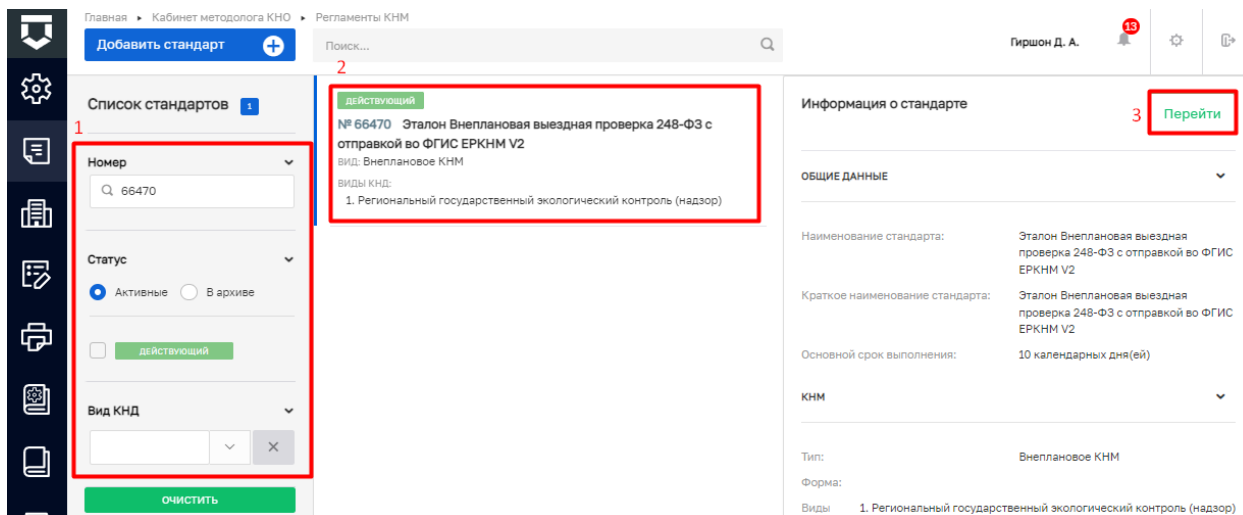 Главная ▸ Кабинет методолога КНО ▸ Регламенты КНМ
Добавить стандарт
Поиск...
Гиршон Д. А.
13
Список стандартов 1
1
Номер
66470
Статус
Активные В архиве
ДЕЙСТВУЮЩИЙ
Вид КНД
ОЧИСТИТЬ
2
ДЕЙСТВУЮЩИЙ
№ 66470 Эталон Внеплановая выездная проверка 248-ФЗ с
отправкой во ФГИС ЕРКНМ V2
ВИД: Внеплановое КНМ
ВИДЫ КНД:
1. Региональный государственный экологический контроль (надзор)
Информация о стандарте
3 Перейти
ОБЩИЕ ДАННЫЕ
Наименование стандарта: Эталон Внеплановая выездная
проверка 248-ФЗ с отправкой во ФГИС
ЕРКНМ V2
Краткое наименование стандарта: Эталон Внеплановая выездная
проверка 248-ФЗ с отправкой во ФГИС
ЕРКНМ V2
Основной срок выполнения: 10 календарных дня(ей)
КНМ
Тип: Внеплановое КНМ
Форма:
Виды 1. Региональный государственный экологический контроль (надзор)